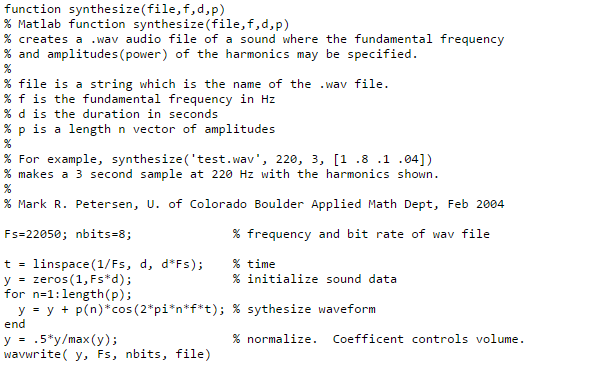 function synthesize(file,f,d,p)
% Matlab function synthesize(file,f,d,p)
% creates a .wav audio file of a sound where the fundamental frequency
% and amplitudes(power) of the harmonics may be specified.
%
% file is a string which is the name of the .wav file.
% f is the fundamental frequency in Hz
% d is the duration in seconds
% p is a length n vector of amplitudes
%
% For example, synthesize('test.wav', 220, 3, [1 .8 .1 .04])
% makes a 3 second sample at 220 Hz with the harmonics shown.
%
% Mark R. Petersen, U. of Colorado Boulder Applied Math Dept, Feb 2004

Fs=22050; nbits=8;              % frequency and bit rate of wav file

t = linspace(1/Fs, d, d*Fs);    % time
y = zeros(1,Fs*d);              % initialize sound data
for n=1:length(p);
  y = y + p(n)*cos(2*pi*n*f*t); % sythesize waveform
end
y = .5*y/max(y);                % normalize.  Coefficent controls volume.
wavwrite( y, Fs, nbits, file)